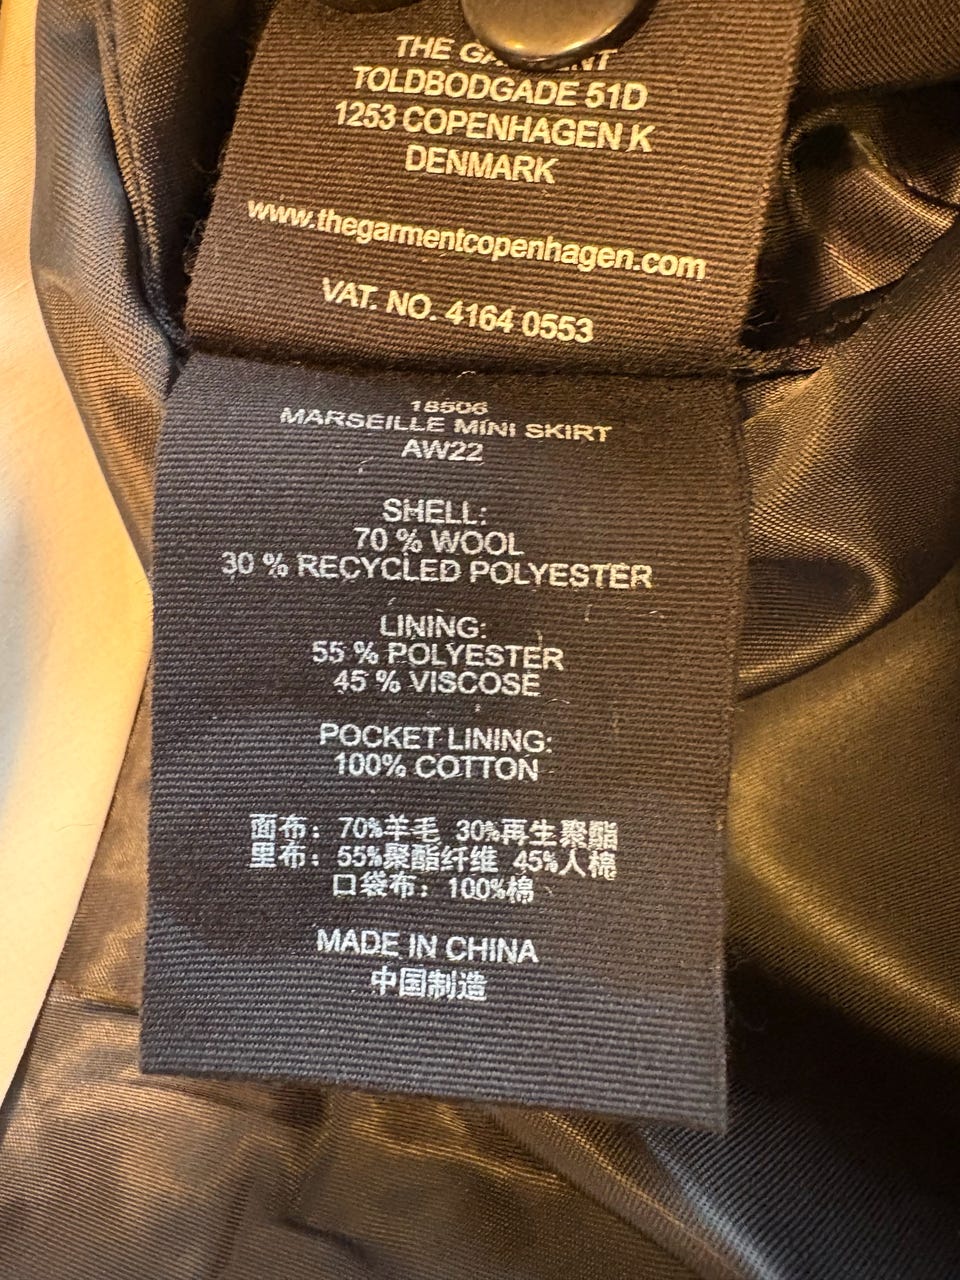 THE
TOLDBODGADE 51D
1253 COPENHAGEN K
DENMARK
www.thegarmentcopenhagen.com
VAT. NO. 4164 0553
18506
MARSEILLE MINI SKIRT
AW22
SHELL:
70 % WOOL
30 % RECYCLED POLYESTER
LINING:
55 % POLYESTER
45 % VISCOSE
POCKET LINING:
100% COTTON
面布：70%羊毛 30%再生聚酯
里布：55%聚酯纤维 45%人棉
口袋布：100%棉
MADE IN CHINA
中国制造